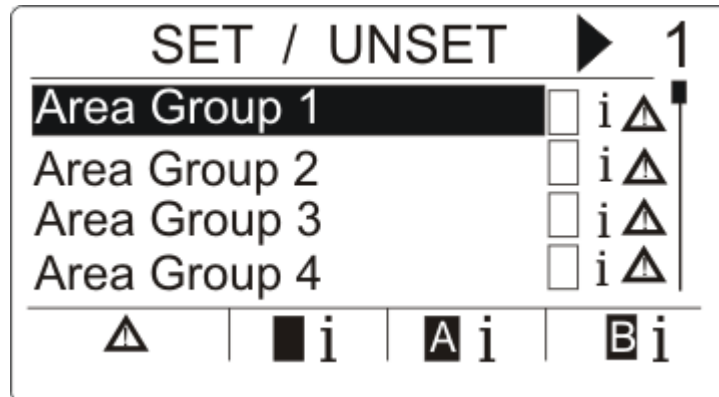 SET / UNSET ▶ 1
Area Group 1 i
Area Group 2 i
Area Group 3 i
Area Group 4 i
i A i B i